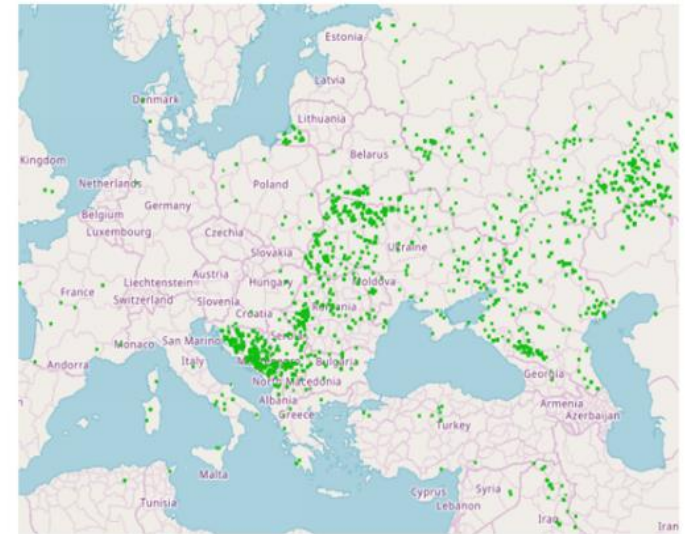 Estonia
Latvia
Denmark
Lithuania
Kingdom
Belarus
Netherlands
Poland
Germany
Belgium
Luxembourg
Czechia
Ukraine
Slovakia
Austria
Liechtenstein
Hungary
Moldova
France
Switzerland
Slovenia
Romania
Croatia
Monaco
San Marino
Italy
Bulgaria
Andorra
North Macedonia
Georgia
Albania
Greece
Armenia
Azerbaijan
Turkey
Malta
Cyprus
Syria
Tunisia
Lebanon
Iraq
Iran